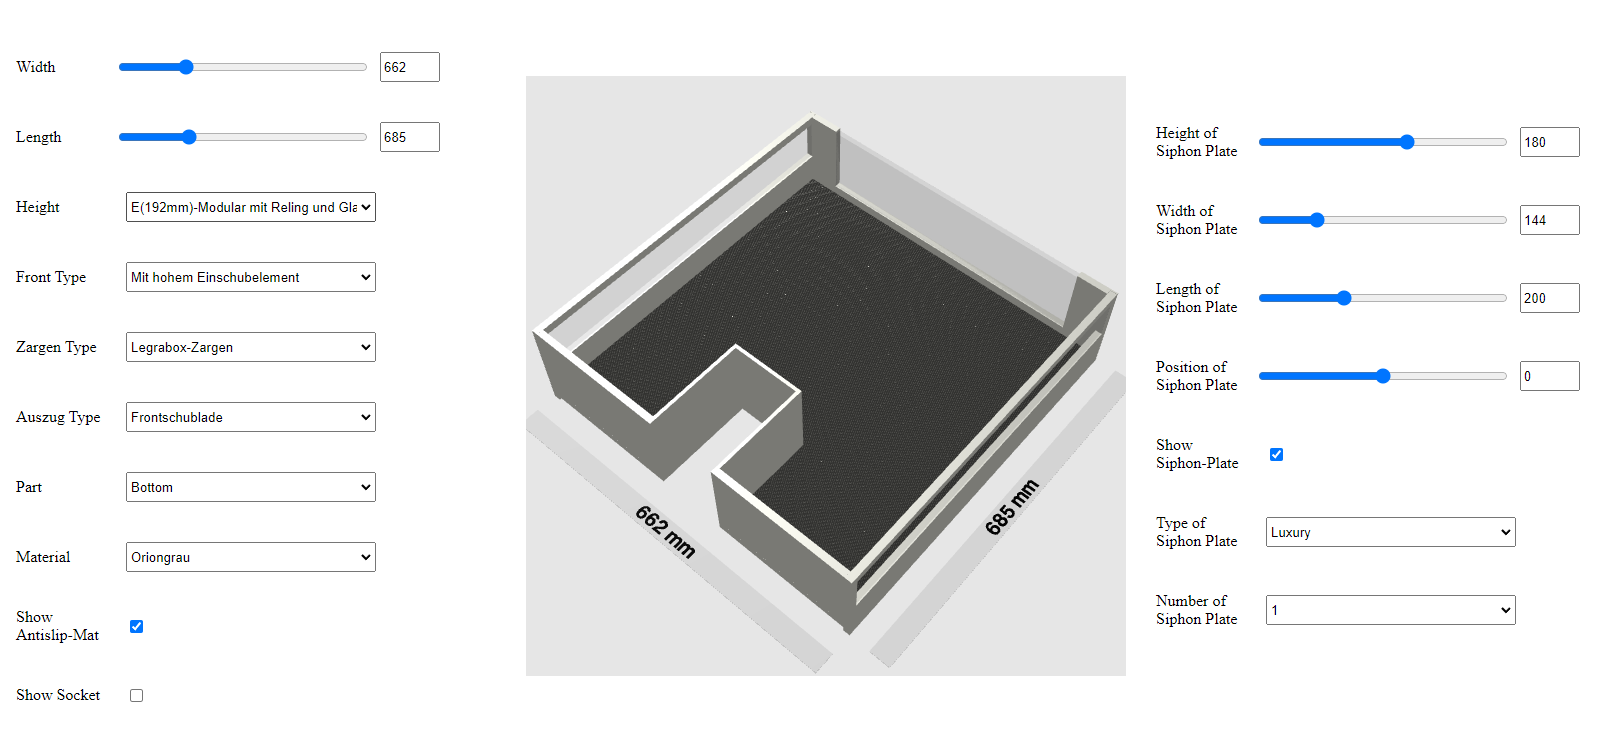 Width
662
Length
685
Height
E(192mm)-Modular mit Reling und Gla
Front Type
Mit hohem Einschubelement
Zargen Type
Legrabox-Zargen
Auszug Type
Frontschublade
Part
Bottom
Material
Oriongrau
Show
Antislip-Mat
Show Socket
662 mm
685 mm
Height of
Siphon Plate
180
Width of
Siphon Plate
144
Length of
Siphon Plate
200
Position of
Siphon Plate
0
Show
Siphon-Plate
Type of
Siphon Plate
Luxury
Number of
Siphon Plate
1